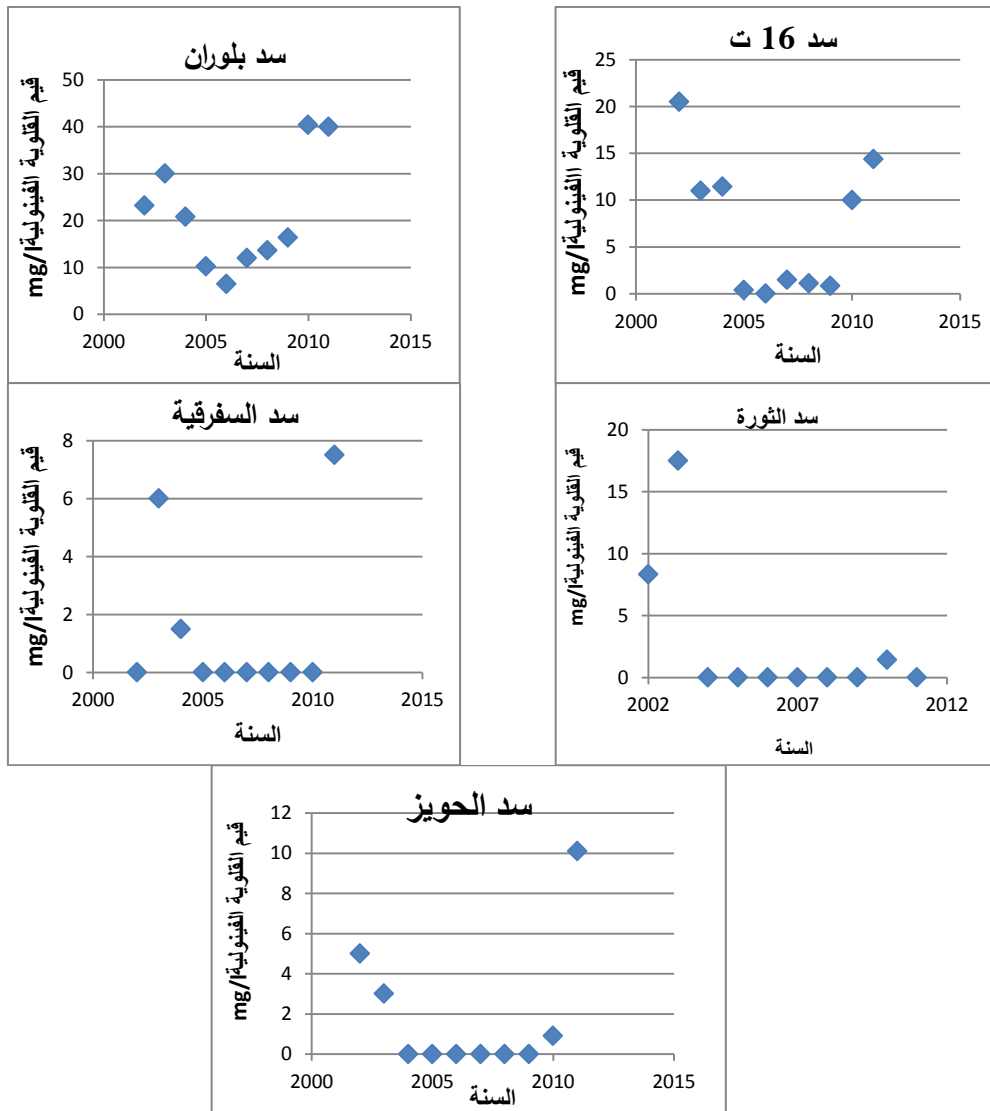 سد بلوران
قيم القلوية الفينولية mg/l
50
40
30
20
10
0
2000 2005 2010 2015
السنة
سد 16 ت
قيم القلوية االفينولية mg/l
25
20
15
10
5
0
2000 2005 2010 2015
السنة
سد السفرقية
قيم القلوية الفينولية mg/l
8
6
4
2
0
2000 2005 2010 2015
السنة
سد الثورة
قيم القلوية الفينولية mg/l
20
15
10
5
0
2002 2007 2012
السنة
سد الحويز
قيم القلوية الفينولية mg/l
12
10
8
6
4
2
0
2000 2005 2010 2015
السنة